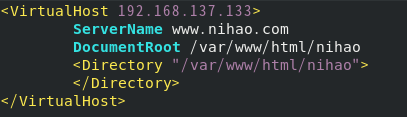 <VirtualHost 192.168.137.133>
        ServerName www.nihao.com
        DocumentRoot /var/www/html/nihao
        <Directory "/var/www/html/nihao">
        </Directory>
</VirtualHost>